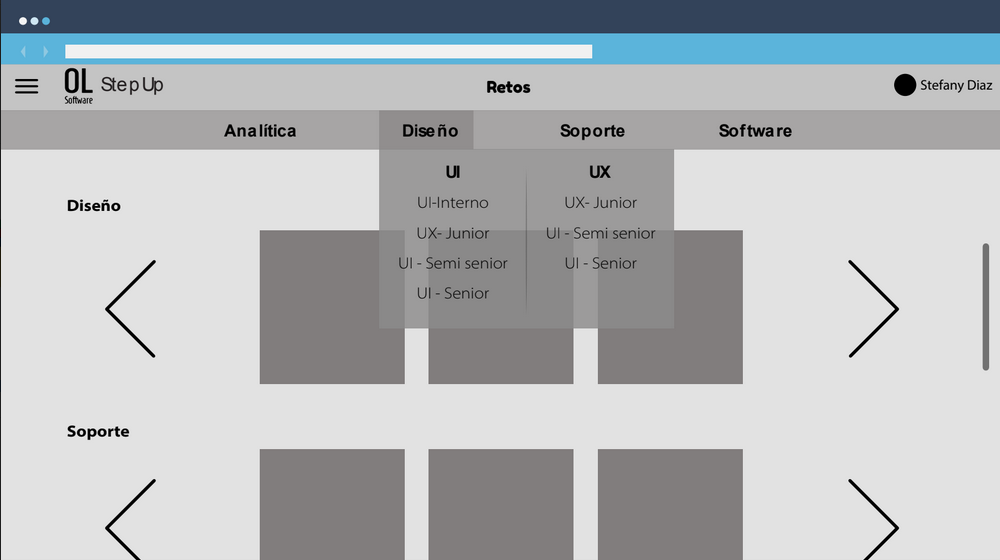 OL
Software
Step Up
Retos
Stefany Diaz
Analítica
Diseño
Soporte
Software
UI
UI-Interno
UX- Junior
UI - Semi senior
UI - Senior
UX
UX- Junior
UI - Semi senior
UI - Senior
Diseño
Soporte